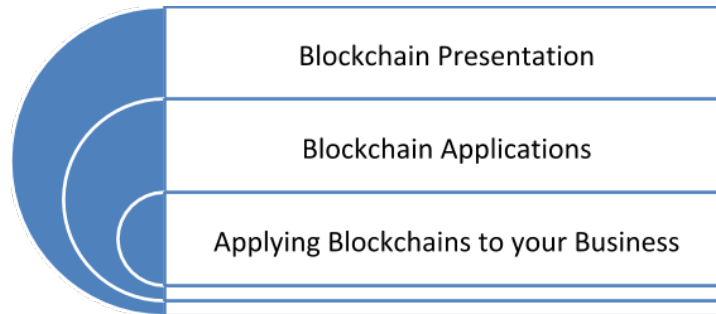 Blockchain Presentation
Blockchain Applications
Applying Blockchains to your Business